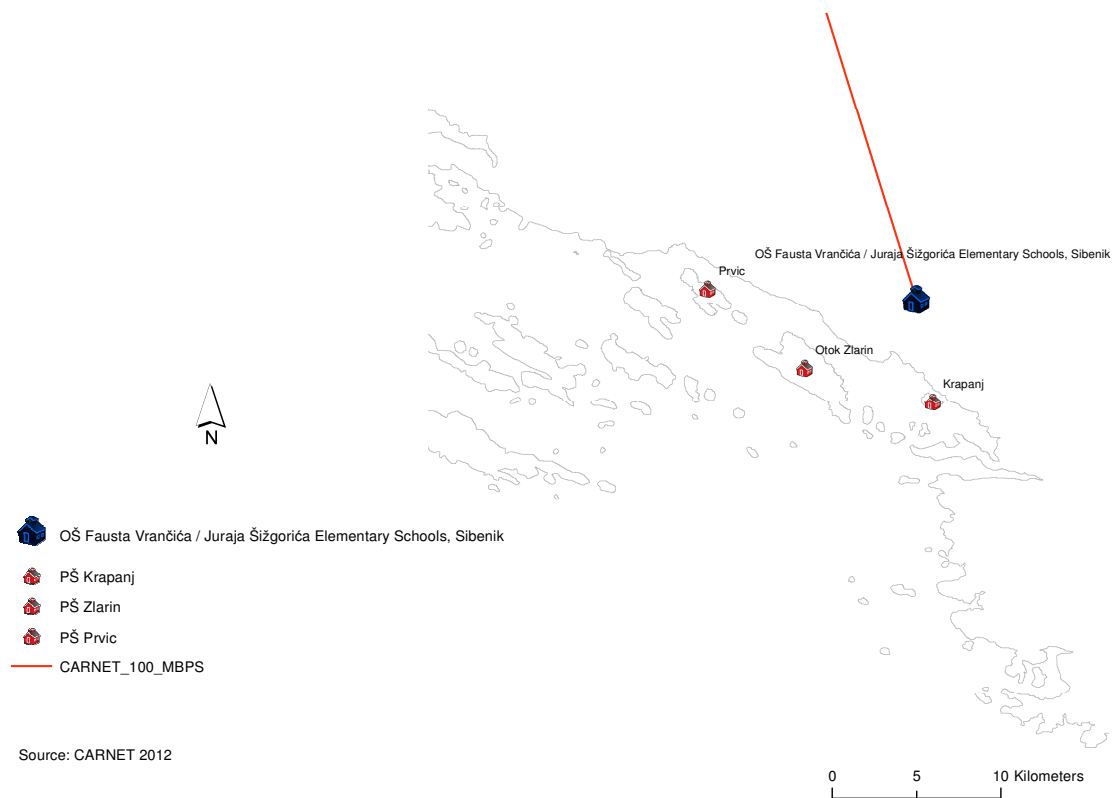 OŠ Fausta Vrančića / Juraja Šižgorića Elementary Schools, Sibenik
Prvic
Otok Zlarin
Krapanj
N
OŠ Fausta Vrančića / Juraja Šižgorića Elementary Schools, Sibenik
PŠ Krapanj
PŠ Zlarin
PŠ Prvic
CARNET_100_MBPS
Source: CARNET 2012
0 5 10 Kilometers